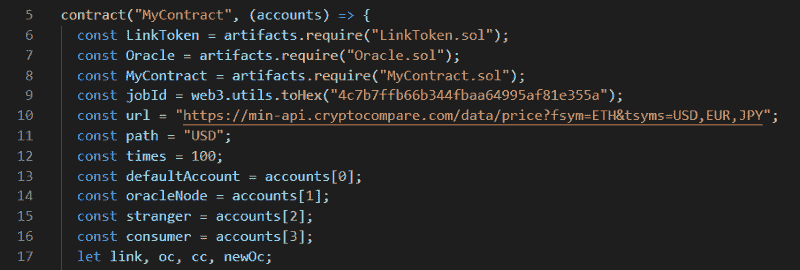 5 contract("MyContract", (accounts) => {
6 const LinkToken = artifacts.require("LinkToken.sol");
7 const Oracle = artifacts.require("Oracle.sol");
8 const MyContract = artifacts.require("MyContract.sol");
9 const jobId = web3.utils.toHex("4c7b7ffb66b344fbaa64995af81e355a");
10 const url = "https://min-api.cryptocompare.com/data/price?fsym=ETH&tsyms=USD,EUR,JPY";
11 const path = "USD";
12 const times = 100;
13 const defaultAccount = accounts[0];
14 const oracleNode = accounts[1];
15 const stranger = accounts[2];
16 const consumer = accounts[3];
17 let link, oc, cc, newOc;